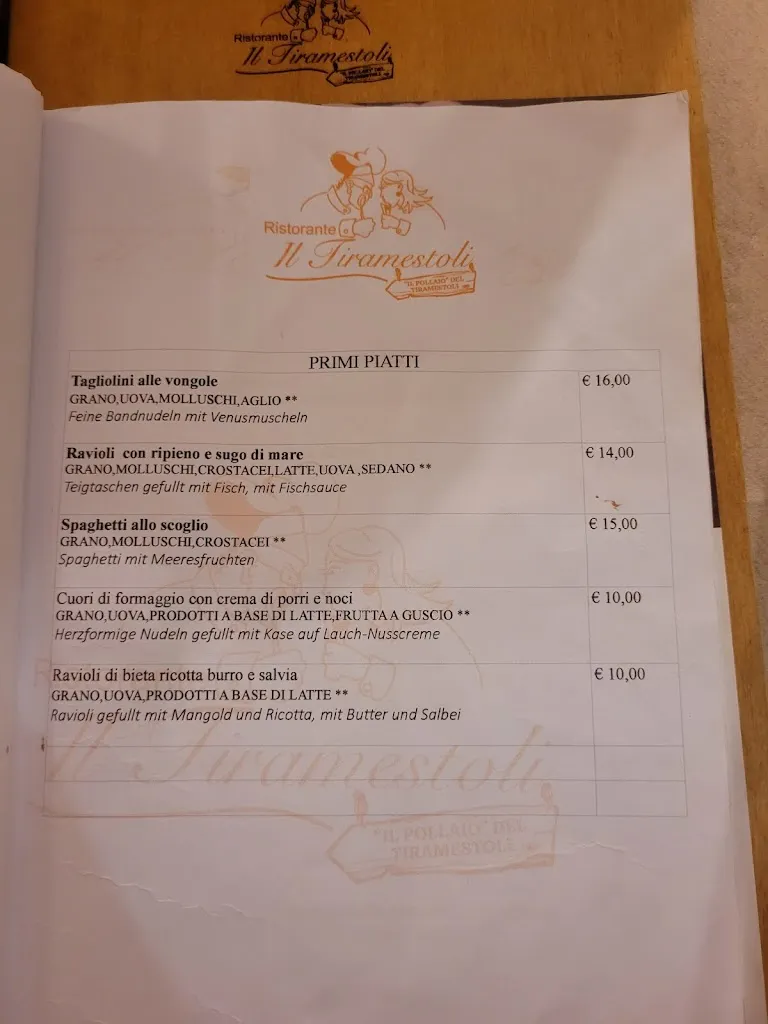 Ristorante
Il Tiramestoli
"IL POLLAIO" DEL
Ristorante
Il Tiramestoli
"IL POLLAIO" DEL
TIRAMESTOLI
PRIMI PIATTI
Tagliolini alle vongole € 16,00
GRANO,UOVA,MOLLUSCHI,AGLIO **
Feine Bandnudeln mit Venusmuscheln
Ravioli con ripieno e sugo di mare € 14,00
GRANO,MOLLUSCHI,CROSTACEI,LATTE,UOVA ,SEDANO **
Teigtaschen gefullt mit Fisch, mit Fischsauce
Spaghetti allo scoglio € 15,00
GRANO,MOLLUSCHI,CROSTACEI **
Spaghetti mit Meeresfruchten
Cuori di formaggio con crema di porri e noci € 10,00
GRANO,UOVA,PRODOTTI A BASE DI LATTE,FRUTTA A GUSCIO **
Herzformige Nudeln gefullt mit Kase auf Lauch-Nusscreme
Ravioli di bieta ricotta burro e salvia € 10,00
GRANO,UOVA,PRODOTTI A BASE DI LATTE **
Ravioli gefullt mit Mangold und Ricotta, mit Butter und Salbei
Il Tiramestoli
"IL POLLAIO" DEL
TIRAMESTOLI